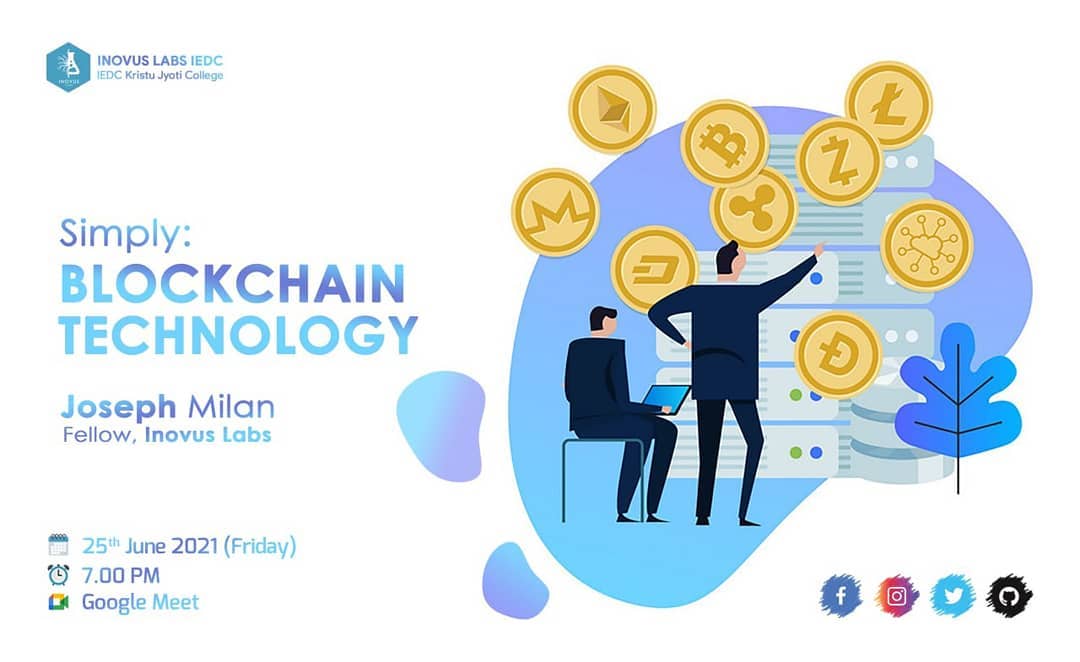 INOVUS LABS IEDC
IEDC Kristu Jyoti College
INOVUS
Simply:
BLOCKCHAIN
TECHNOLOGY
Joseph Milan
Fellow, Inovus Labs
25th June 2021 (Friday)
7.00 PM
Google Meet